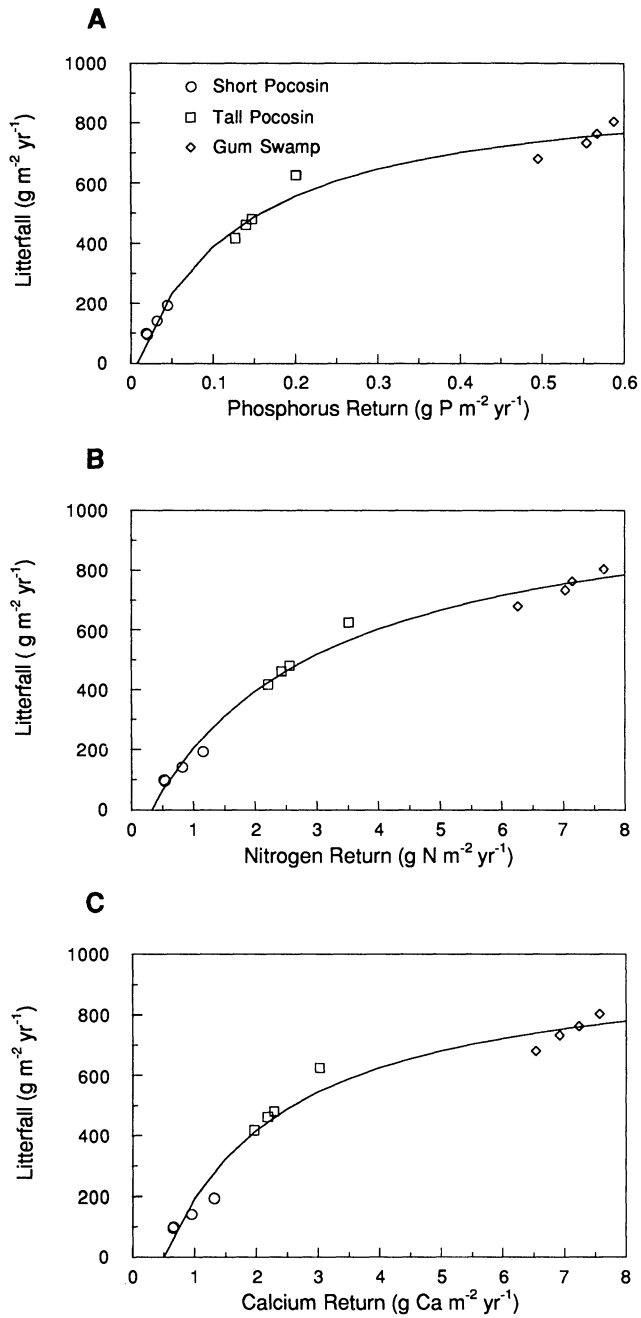 A
1000
800
600
400
200
0
Litterfall (g m-2 yr-1)
Short Pocosin
Tall Pocosin
Gum Swamp
0 0.1 0.2 0.3 0.4 0.5 0.6
Phosphorus Return (g P m-2 yr-1)
B
1000
800
600
400
200
0
Litterfall ( g m-2 yr-1)
0 1 2 3 4 5 6 7 8
Nitrogen Return (g N m-2 yr-1)
C
1000
800
600
400
200
0
Litterfall (g m-2 yr-1)
0 1 2 3 4 5 6 7 8
Calcium Return (g Ca m-2 yr-1)